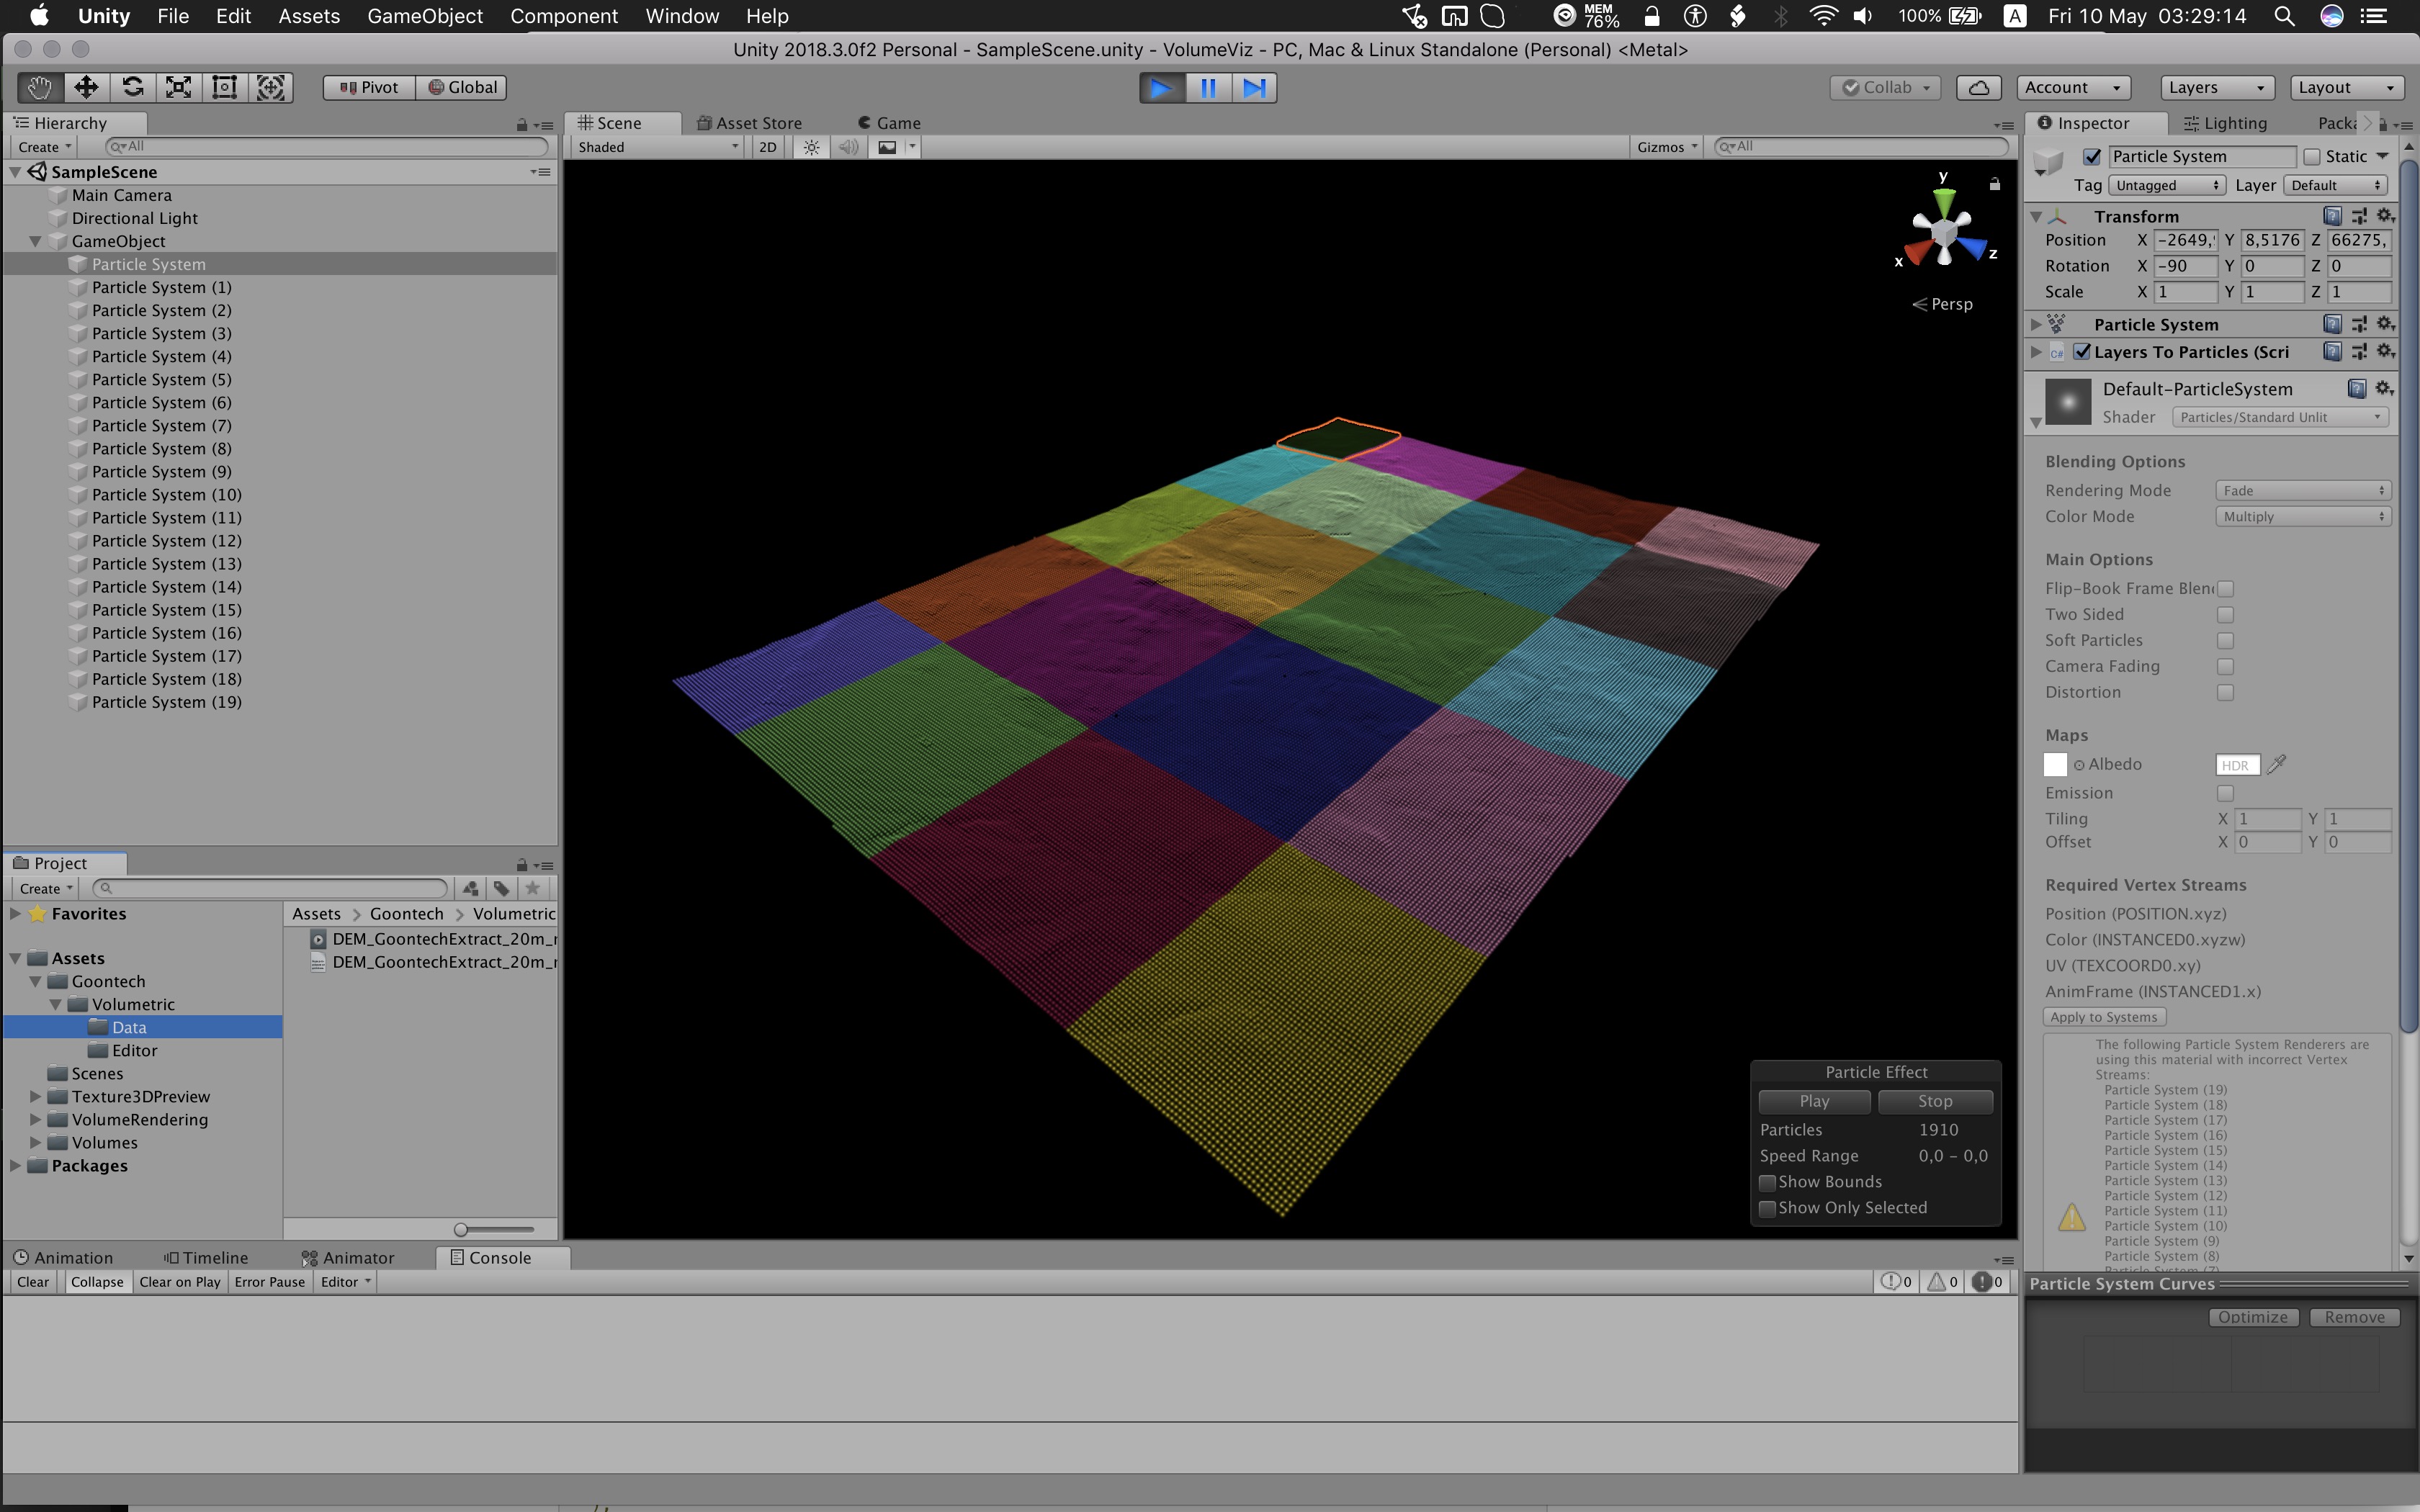 Unity File Edit Assets GameObject Component Window Help MEM 76% 100% A Fri 10 May 03:29:14
Unity 2018.3.0f2 Personal - SampleScene.unity - VolumeViz - PC, Mac & Linux Standalone (Personal) <Metal>
Pivot Global Collab Account Layers Layout
Hierarchy
Create All
SampleScene
Main Camera
Directional Light
GameObject
Particle System
Particle System (1)
Particle System (2)
Particle System (3)
Particle System (4)
Particle System (5)
Particle System (6)
Particle System (7)
Particle System (8)
Particle System (9)
Particle System (10)
Particle System (11)
Particle System (12)
Particle System (13)
Particle System (14)
Particle System (15)
Particle System (16)
Particle System (17)
Particle System (18)
Particle System (19)
Scene Asset Store Game
Shaded 2D Gizmos All
y
x z
Persp
Particle Effect
Play Stop
Particles 1910
Speed Range 0,0 - 0,0
Show Bounds
Show Only Selected
Project
Create
Favorites
Assets
Goontech
Volumetric
Data
Editor
Scenes
Texture3DPreview
VolumeRendering
Volumes
Packages
Assets > Goontech > Volumetric
DEM_GoontechExtract_20m_r
DEM_GoontechExtract_20m_r
Animation Timeline Animator Console
Clear Collapse Clear on Play Error Pause Editor 0 0 0
Inspector Lighting Packa
Particle System Static
Tag Untagged Layer Default
Transform
Position X -2649, Y 8,5176 Z 66275,
Rotation X -90 Y 0 Z 0
Scale X 1 Y 1 Z 1
Particle System
C# Layers To Particles (Scri
Default-ParticleSystem
Shader Particles/Standard Unlit
Blending Options
Rendering Mode Fade
Color Mode Multiply
Main Options
Flip-Book Frame Blen
Two Sided
Soft Particles
Camera Fading
Distortion
Maps
Albedo HDR
Emission
Tiling X 1 Y 1
Offset X 0 Y 0
Required Vertex Streams
Position (POSITION.xyz)
Color (INSTANCED0.xyzw)
UV (TEXCOORD0.xy)
AnimFrame (INSTANCED1.x)
Apply to Systems
The following Particle System Renderers are
using this material with incorrect Vertex
Streams:
Particle System (19)
Particle System (18)
Particle System (17)
Particle System (16)
Particle System (15)
Particle System (14)
Particle System (13)
Particle System (12)
Particle System (11)
Particle System (10)
Particle System (9)
Particle System (8)
Particle System (7)
Particle System Curves
Optimize Remove